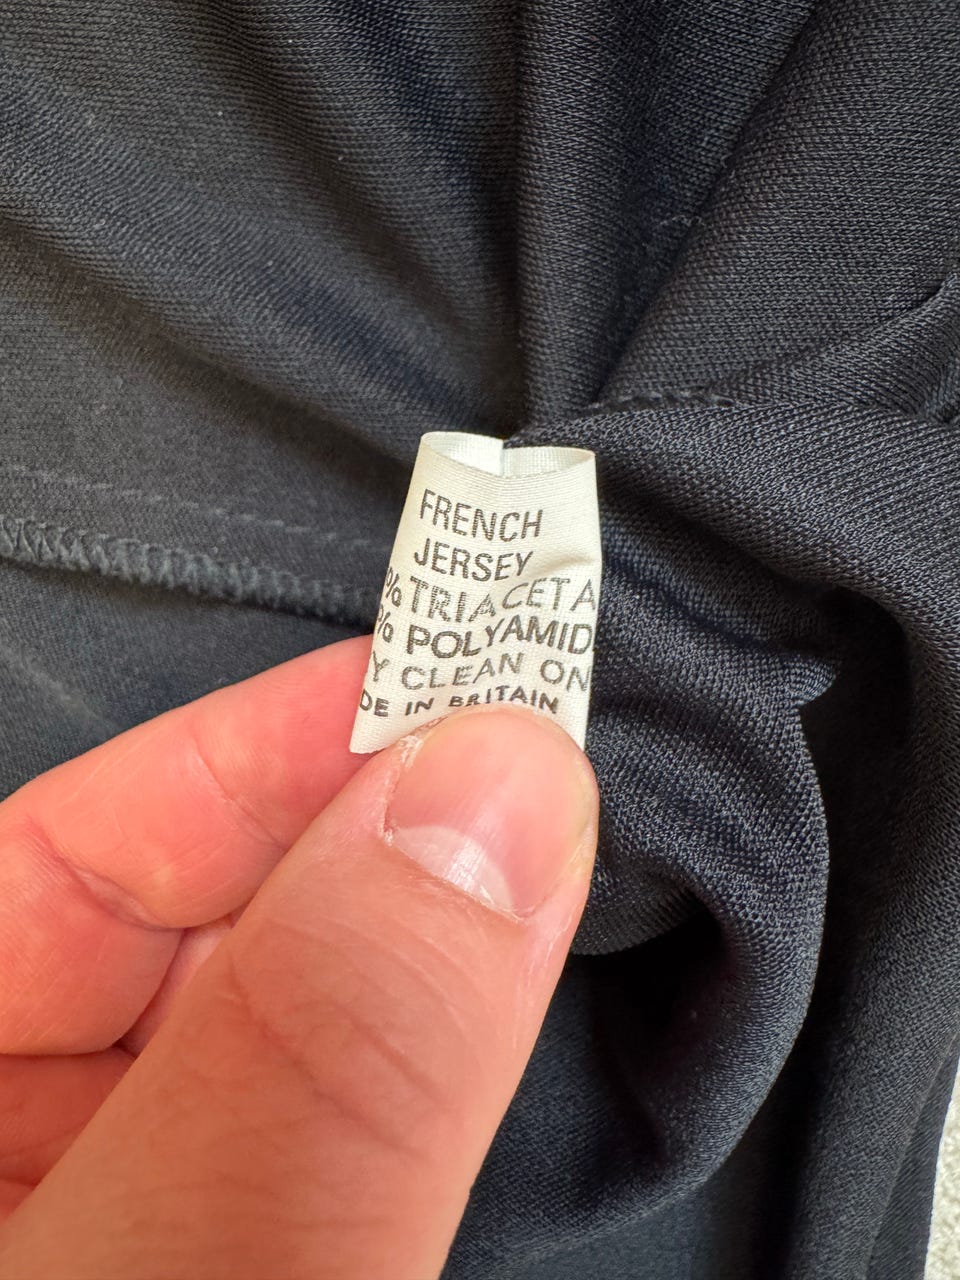 FRENCH
JERSEY
% TRIACETA
% POLYAMID
Y CLEAN ON
DE IN BRITAIN